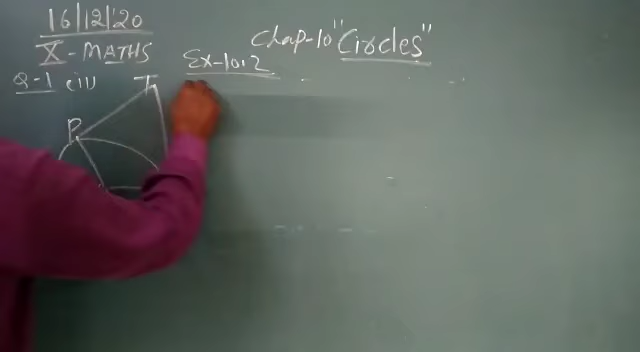 16/12/'20
X - MATHS
Chap-10 "Circles"
Ex-10.2
Q-1 (ii)
T
P